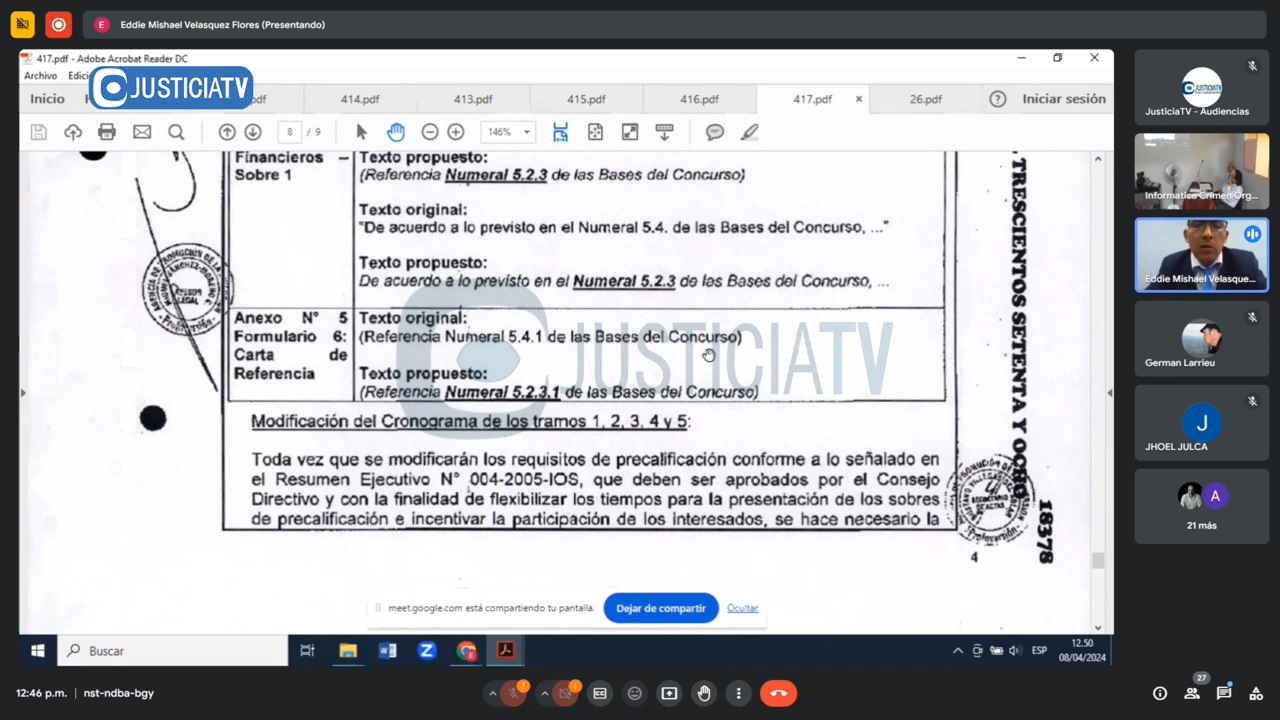 Eddie Mishael Velasquez Flores (Presentando)
417.pdf - Adobe Acrobat Reader DC
Archivo
JUSTICIATV
Inicio
414.pdf
413.pdf
415.pdf
416.pdf
417.pdf
26.pdf
Iniciar sesión
8 / 9
146%
Financieros –
Sobre 1
Texto propuesto:
(Referencia Numeral 5.2.3 de las Bases del Concurso)
Texto original:
"De acuerdo a lo previsto en el Numeral 5.4. de las Bases del Concurso, ..."
Texto propuesto:
De acuerdo a lo previsto en el Numeral 5.2.3 de las Bases del Concurso, ...
Anexo N° 5
Formulario 6:
Carta de
Referencia
Texto original:
(Referencia Numeral 5.4.1 de las Bases del Concurso)
Texto propuesto:
(Referencia Numeral 5.2.3.1 de las Bases del Concurso)
JUSTICIATV
Modificación del Cronograma de los tramos 1, 2, 3, 4 y 5:
Toda vez que se modificarán los requisitos de precalificación conforme a lo señalado en
el Resumen Ejecutivo N° 004-2005-IOS, que deben ser aprobados por el Consejo
Directivo y con la finalidad de flexibilizar los tiempos para la presentación de los sobres
de precalificación e incentivar la participación de los interesados, se hace necesario la
4
TRESCIENTOS SETENTA Y OCHO
18378
meet.google.com está compartiendo tu pantalla.
Dejar de compartir
Ocultar
Buscar
ESP
12.50
08/04/2024
JusticiaTV - Audiencias
Informatica Crimen Org...
Eddie Mishael Velasque...
German Larrieu
J
JHOEL JULCA
A
21 más
12:46 p.m.
nst-ndba-bgy
27